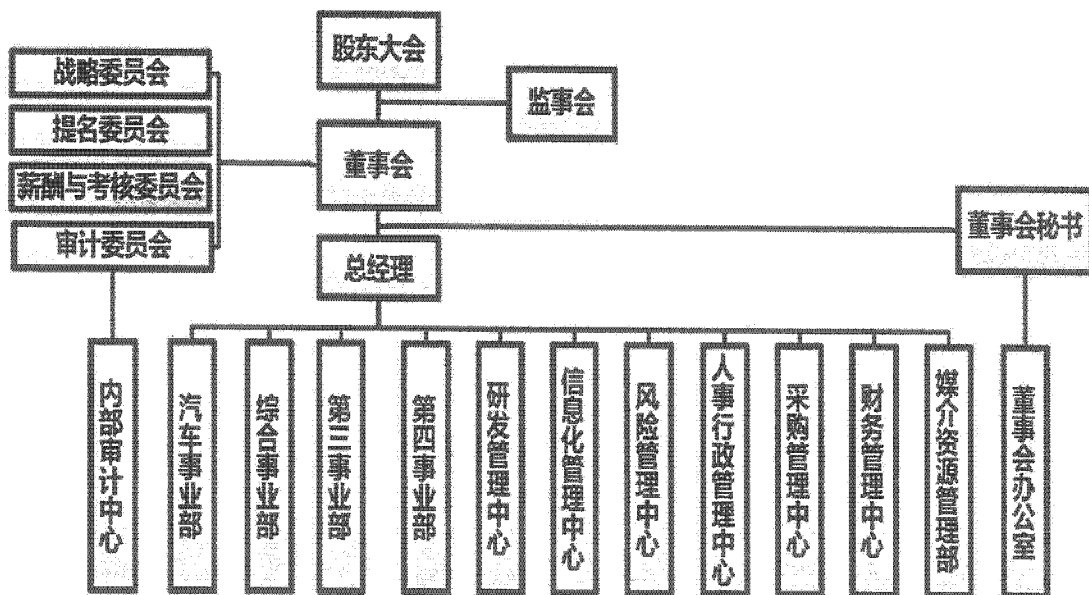 股东大会
战略委员会
监事会
提名委员会
董事会
薪酬与考核委员会
审计委员会
董事会秘书
总经理
内部审计中心
汽车事业部
综合事业部
第三事业部
第四事业部
研发管理中心
信息化管理中心
风险管理中心
人事行政管理中心
采购管理中心
财务管理中心
媒介资源管理部
董事会办公室